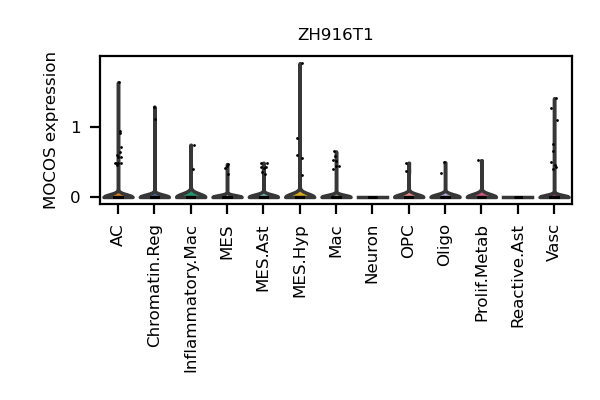 ZH916T1
MOCOS expression
1
0
AC
Chromatin.Reg
Inflammatory.Mac
MES
MES.Ast
MES.Hyp
Mac
Neuron
OPC
Oligo
Prolif.Metab
Reactive.Ast
Vasc